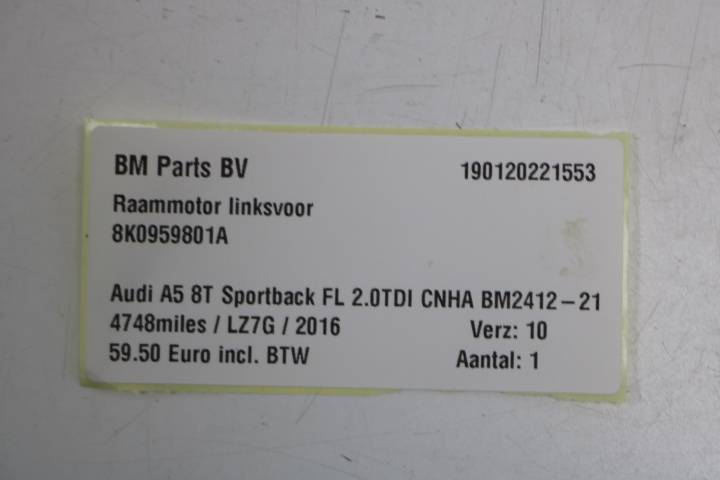 BM Parts BV 190120221553
Raammotor linksvoor
8K0959801A
Audi A5 8T Sportback FL 2.0TDI CNHA BM2412-21
4748miles / LZ7G / 2016 Verz: 10
59.50 Euro incl. BTW Aantal: 1